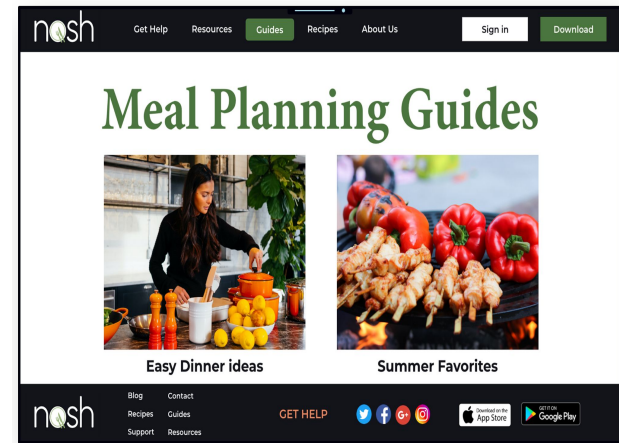 nosh
Get Help Resources Guides Recipes About Us
Sign in Download
Meal Planning Guides
Easy Dinner ideas Summer Favorites
nosh
Blog Contact
Recipes Guides
Support Resources
GET HELP
Download on the
App Store
GET IT ON
Google Play